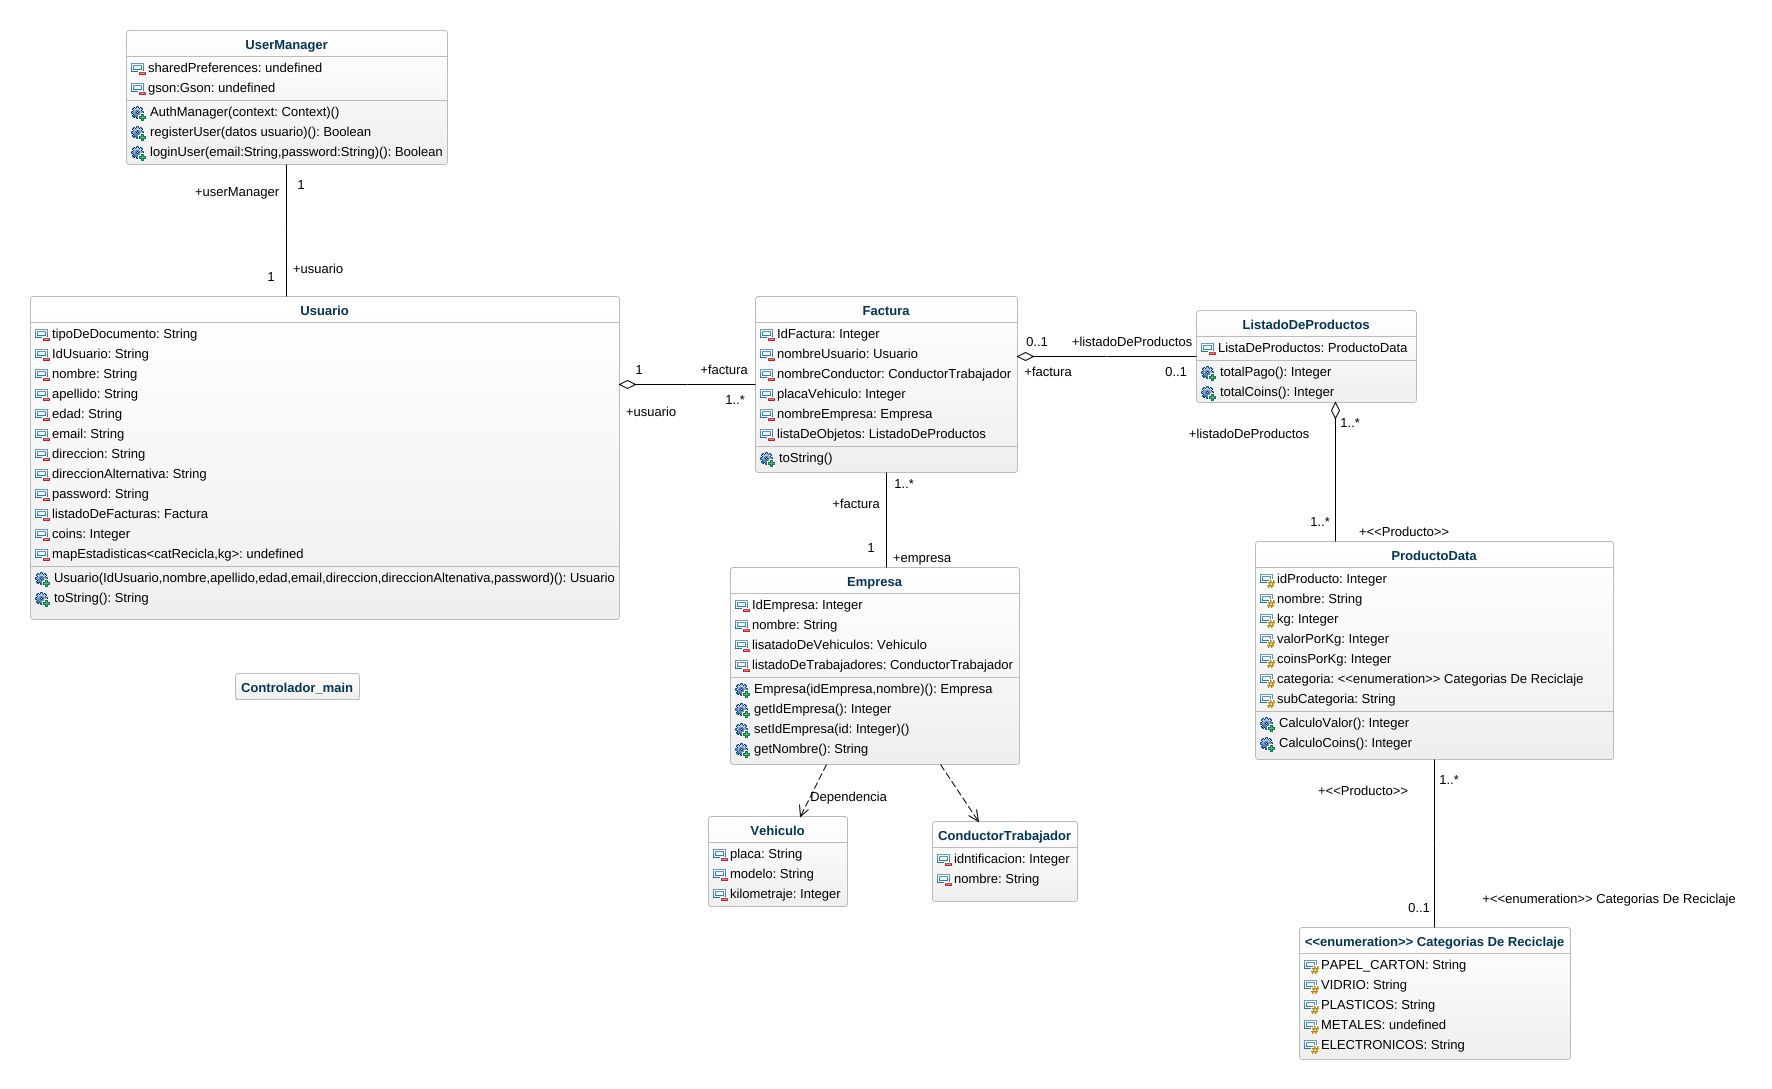 UserManager
sharedPreferences: undefined
gson:Gson: undefined
AuthManager(context: Context)()
registerUser(datos usuario)(): Boolean
loginUser(email:String,password:String)(): Boolean
+userManager
1
1
+usuario
Usuario
tipoDeDocumento: String
IdUsuario: String
nombre: String
apellido: String
edad: String
email: String
direccion: String
direccionAlternativa: String
password: String
listadoDeFacturas: Factura
coins: Integer
mapEstadisticas<catRecicla,kg>: undefined
Usuario(IdUsuario,nombre,apellido,edad,email,direccion,direccionAltenativa,password)(): Usuario
toString(): String
1
+factura
1..*
+usuario
Factura
IdFactura: Integer
nombreUsuario: Usuario
nombreConductor: ConductorTrabajador
placaVehiculo: Integer
nombreEmpresa: Empresa
listaDeObjetos: ListadoDeProductos
toString()
0..1
+listadoDeProductos
+factura
0..1
ListadoDeProductos
ListaDeProductos: ProductoData
totalPago(): Integer
totalCoins(): Integer
1..*
+listadoDeProductos
1..*
+<<Producto>>
1..*
+factura
1
+empresa
Empresa
IdEmpresa: Integer
nombre: String
lisatadoDeVehiculos: Vehiculo
listadoDeTrabajadores: ConductorTrabajador
Empresa(idEmpresa,nombre)(): Empresa
getIdEmpresa(): Integer
setIdEmpresa(id: Integer)()
getNombre(): String
ProductoData
idProducto: Integer
nombre: String
kg: Integer
valorPorKg: Integer
coinsPorKg: Integer
categoria: <<enumeration>> Categorias De Reciclaje
subCategoria: String
CalculoValor(): Integer
CalculoCoins(): Integer
Controlador_main
Dependencia
Vehiculo
placa: String
modelo: String
kilometraje: Integer
ConductorTrabajador
idntificacion: Integer
nombre: String
1..*
+<<Producto>>
+<<enumeration>> Categorias De Reciclaje
0..1
<<enumeration>> Categorias De Reciclaje
PAPEL_CARTON: String
VIDRIO: String
PLASTICOS: String
METALES: undefined
ELECTRONICOS: String